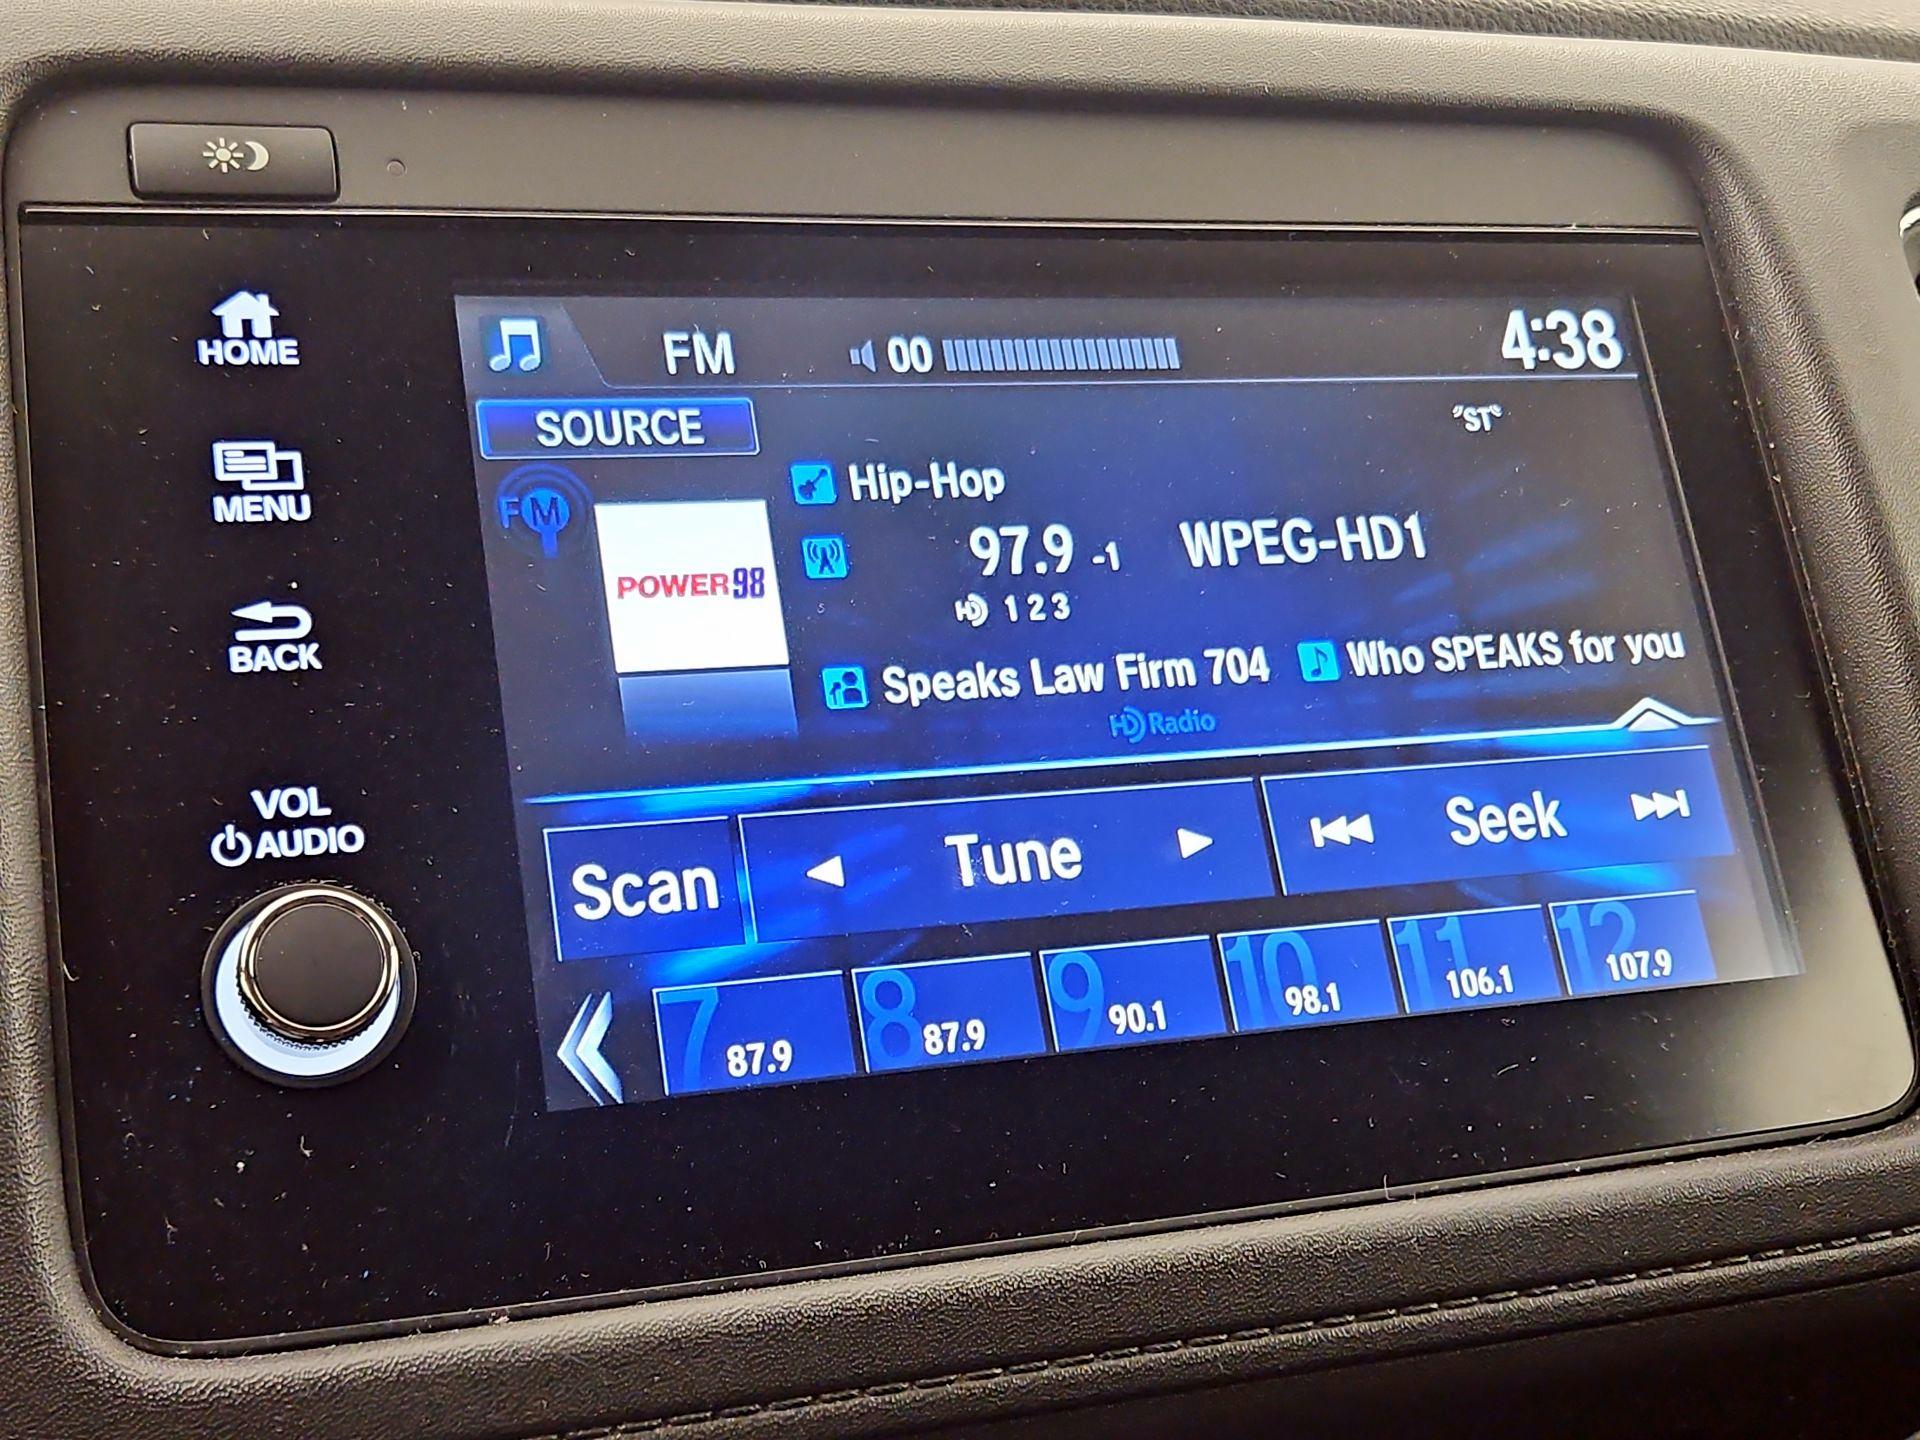 HOME
MENU
BACK
VOL
AUDIO
FM 00 4:38
SOURCE
"ST"
FM
POWER98
Hip-Hop
97.9 -1 WPEG-HD1
HD 1 2 3
Speaks Law Firm 704 Who SPEAKS for you
HD Radio
Scan Tune Seek
7 87.9 8 87.9 9 90.1 10 98.1 11 106.1 12 107.9